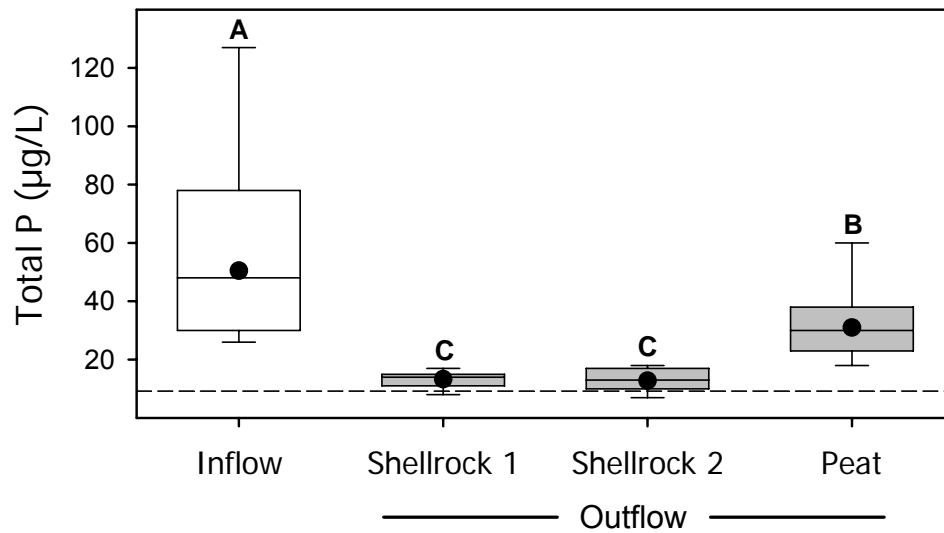 Total P (µg/L)
120
100
80
60
40
20
A
C
C
B
Inflow
Shellrock 1
Shellrock 2
Peat
Outflow